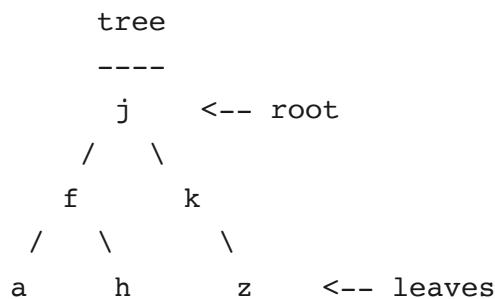 tree
----
j <-- root
/ \
f k
/ \ \
a h z <-- leaves